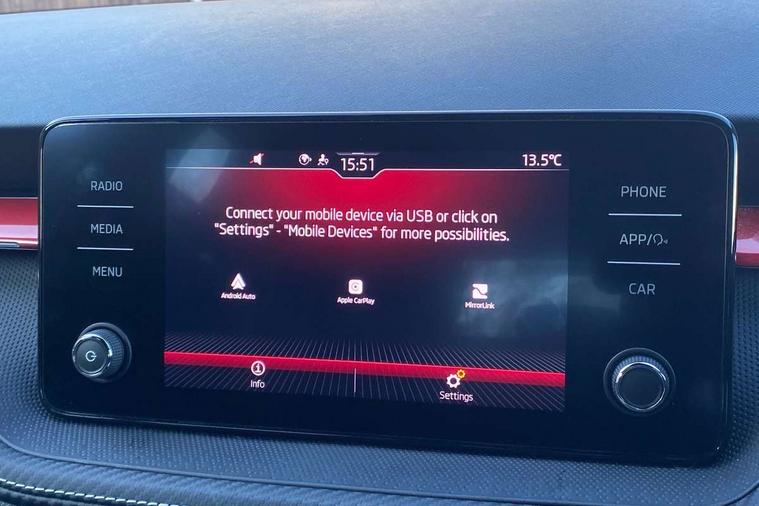 15:51
13.5°C
RADIO
MEDIA
MENU
Connect your mobile device via USB or click on
"Settings" - "Mobile Devices" for more possibilities.
Android Auto
Apple CarPlay
MirrorLink
Info
Settings
PHONE
APP/
CAR